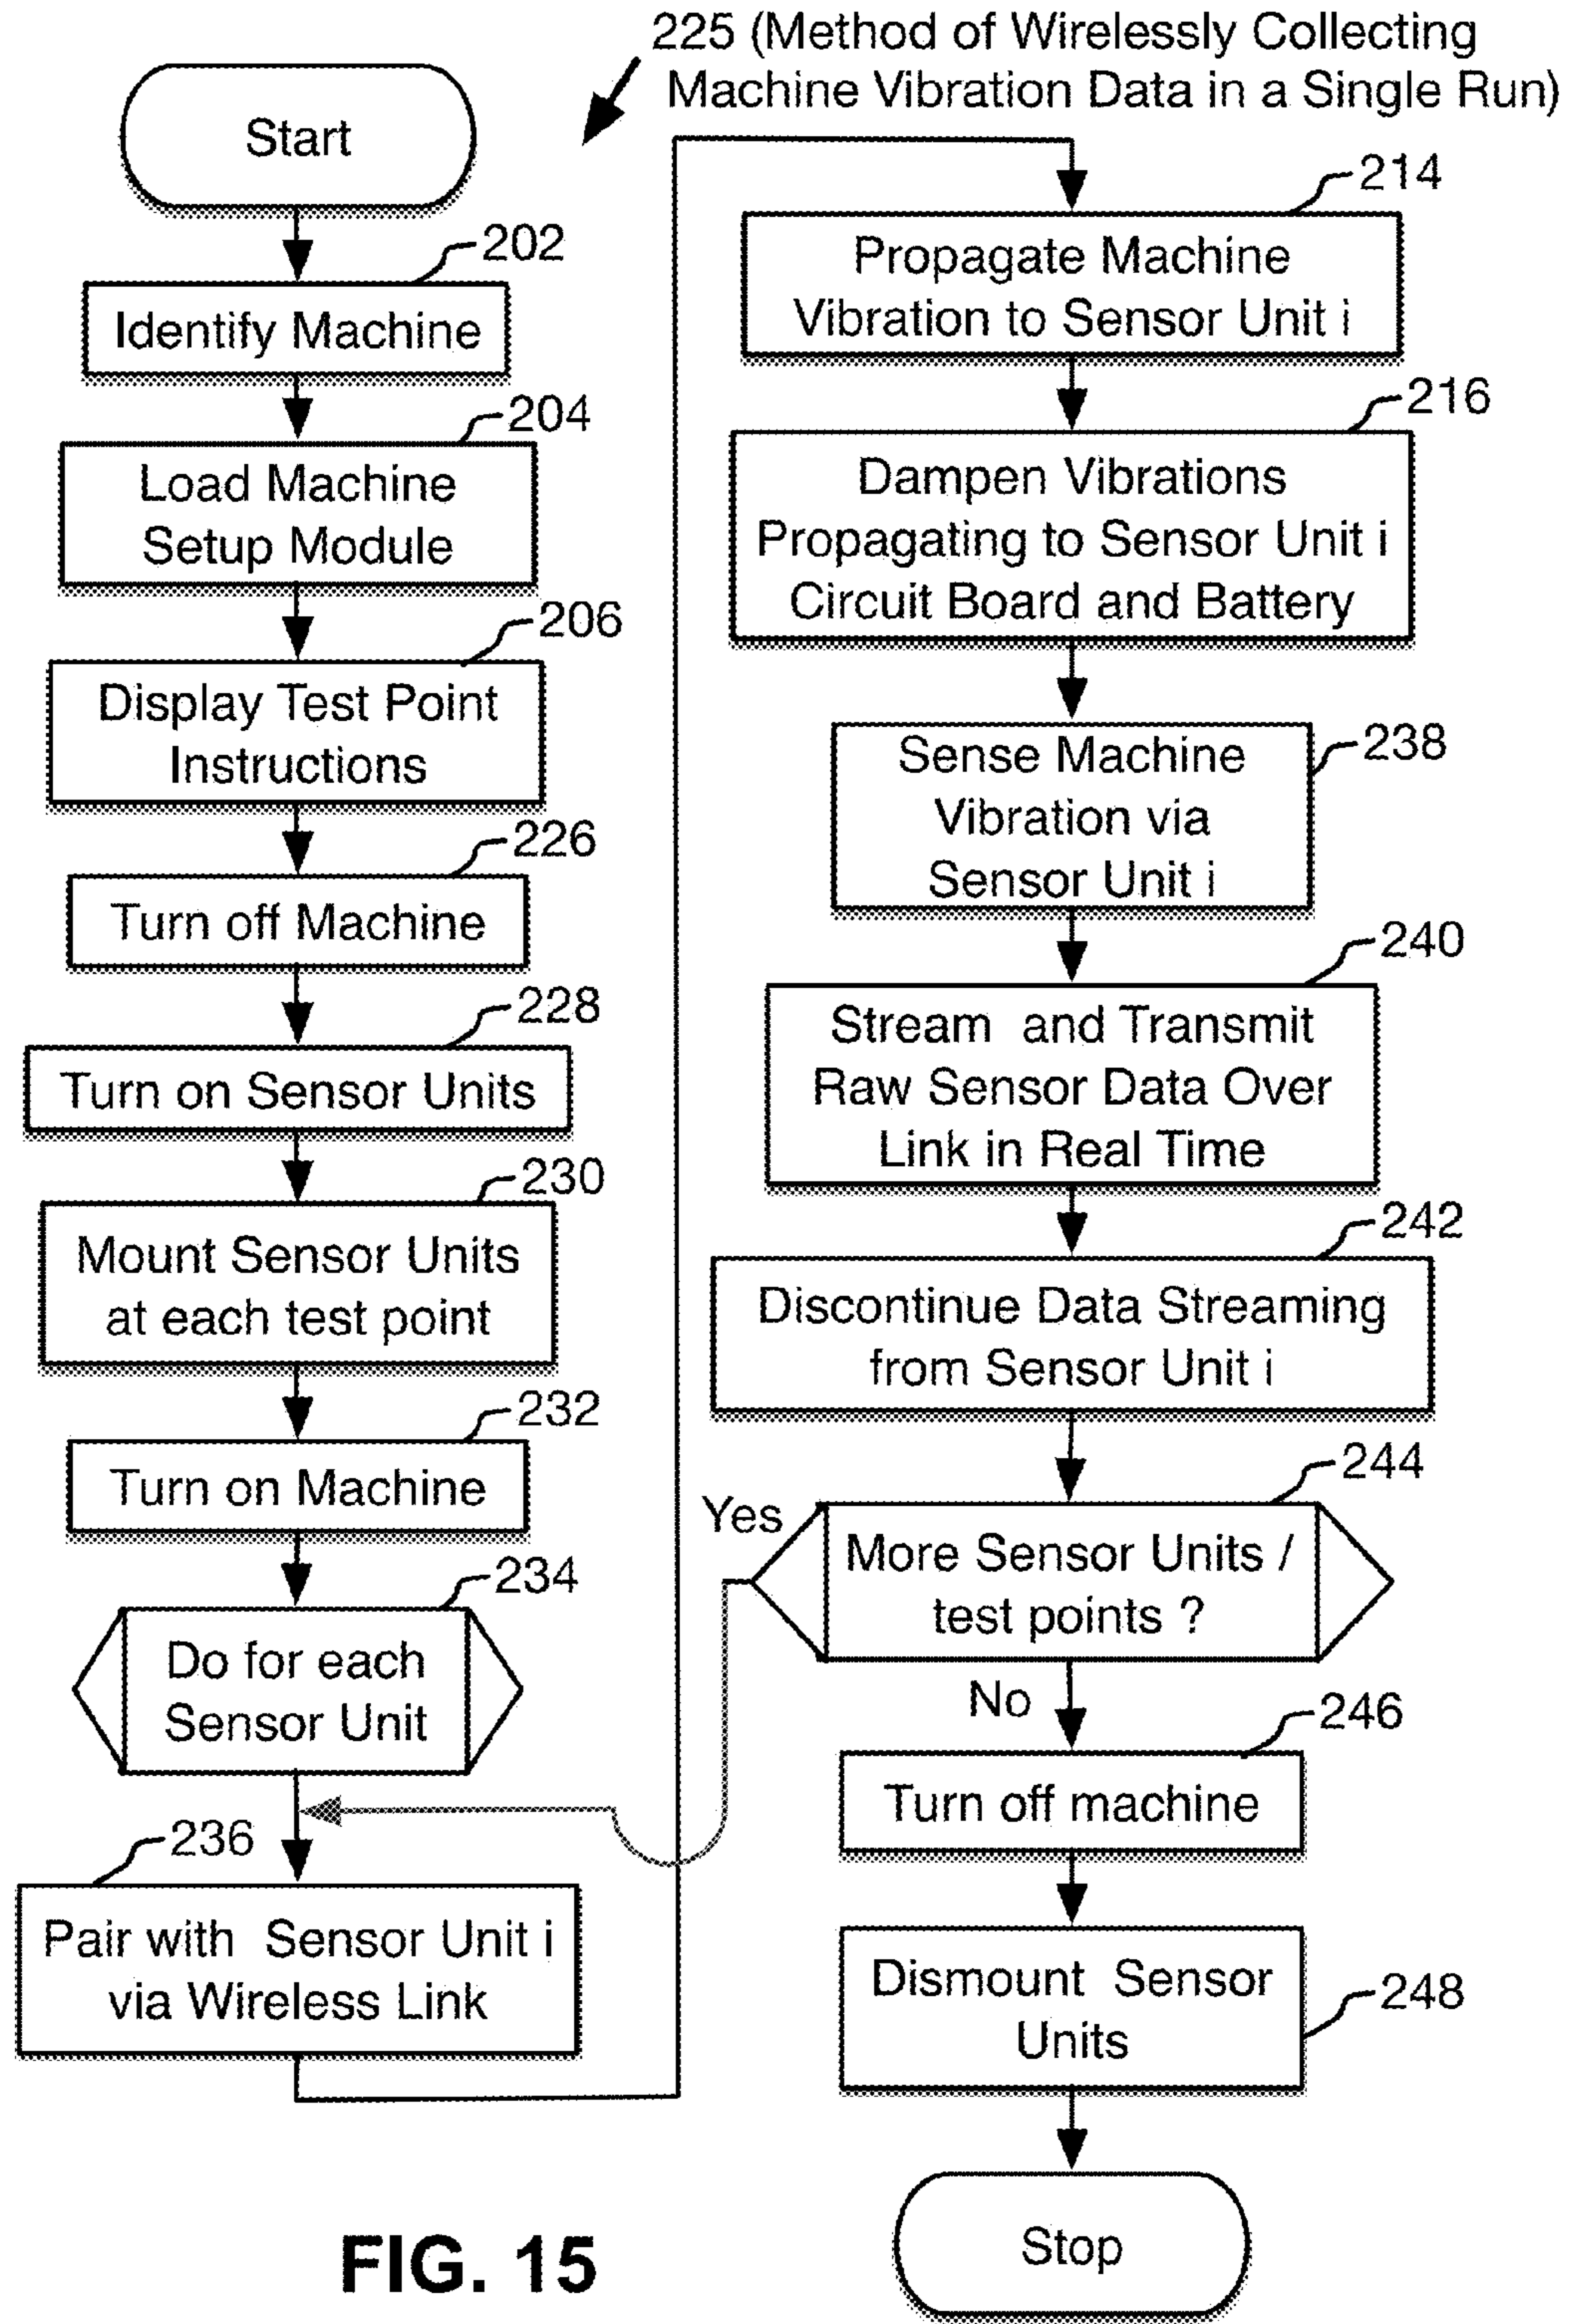 225 (Method of Wirelessly Collecting
Machine Vibration Data in a Single Run)
Start
202
Identify Machine
204
Load Machine
Setup Module
206
Display Test Point
Instructions
226
Turn off Machine
228
Turn on Sensor Units
230
Mount Sensor Units
at each test point
232
Turn on Machine
234
Do for each
Sensor Unit
236
Pair with Sensor Unit i
via Wireless Link
214
Propagate Machine
Vibration to Sensor Unit i
216
Dampen Vibrations
Propagating to Sensor Unit i
Circuit Board and Battery
238
Sense Machine
Vibration via
Sensor Unit i
240
Stream and Transmit
Raw Sensor Data Over
Link in Real Time
242
Discontinue Data Streaming
from Sensor Unit i
244
Yes
More Sensor Units /
test points ?
No
246
Turn off machine
248
Dismount Sensor
Units
Stop
FIG. 15